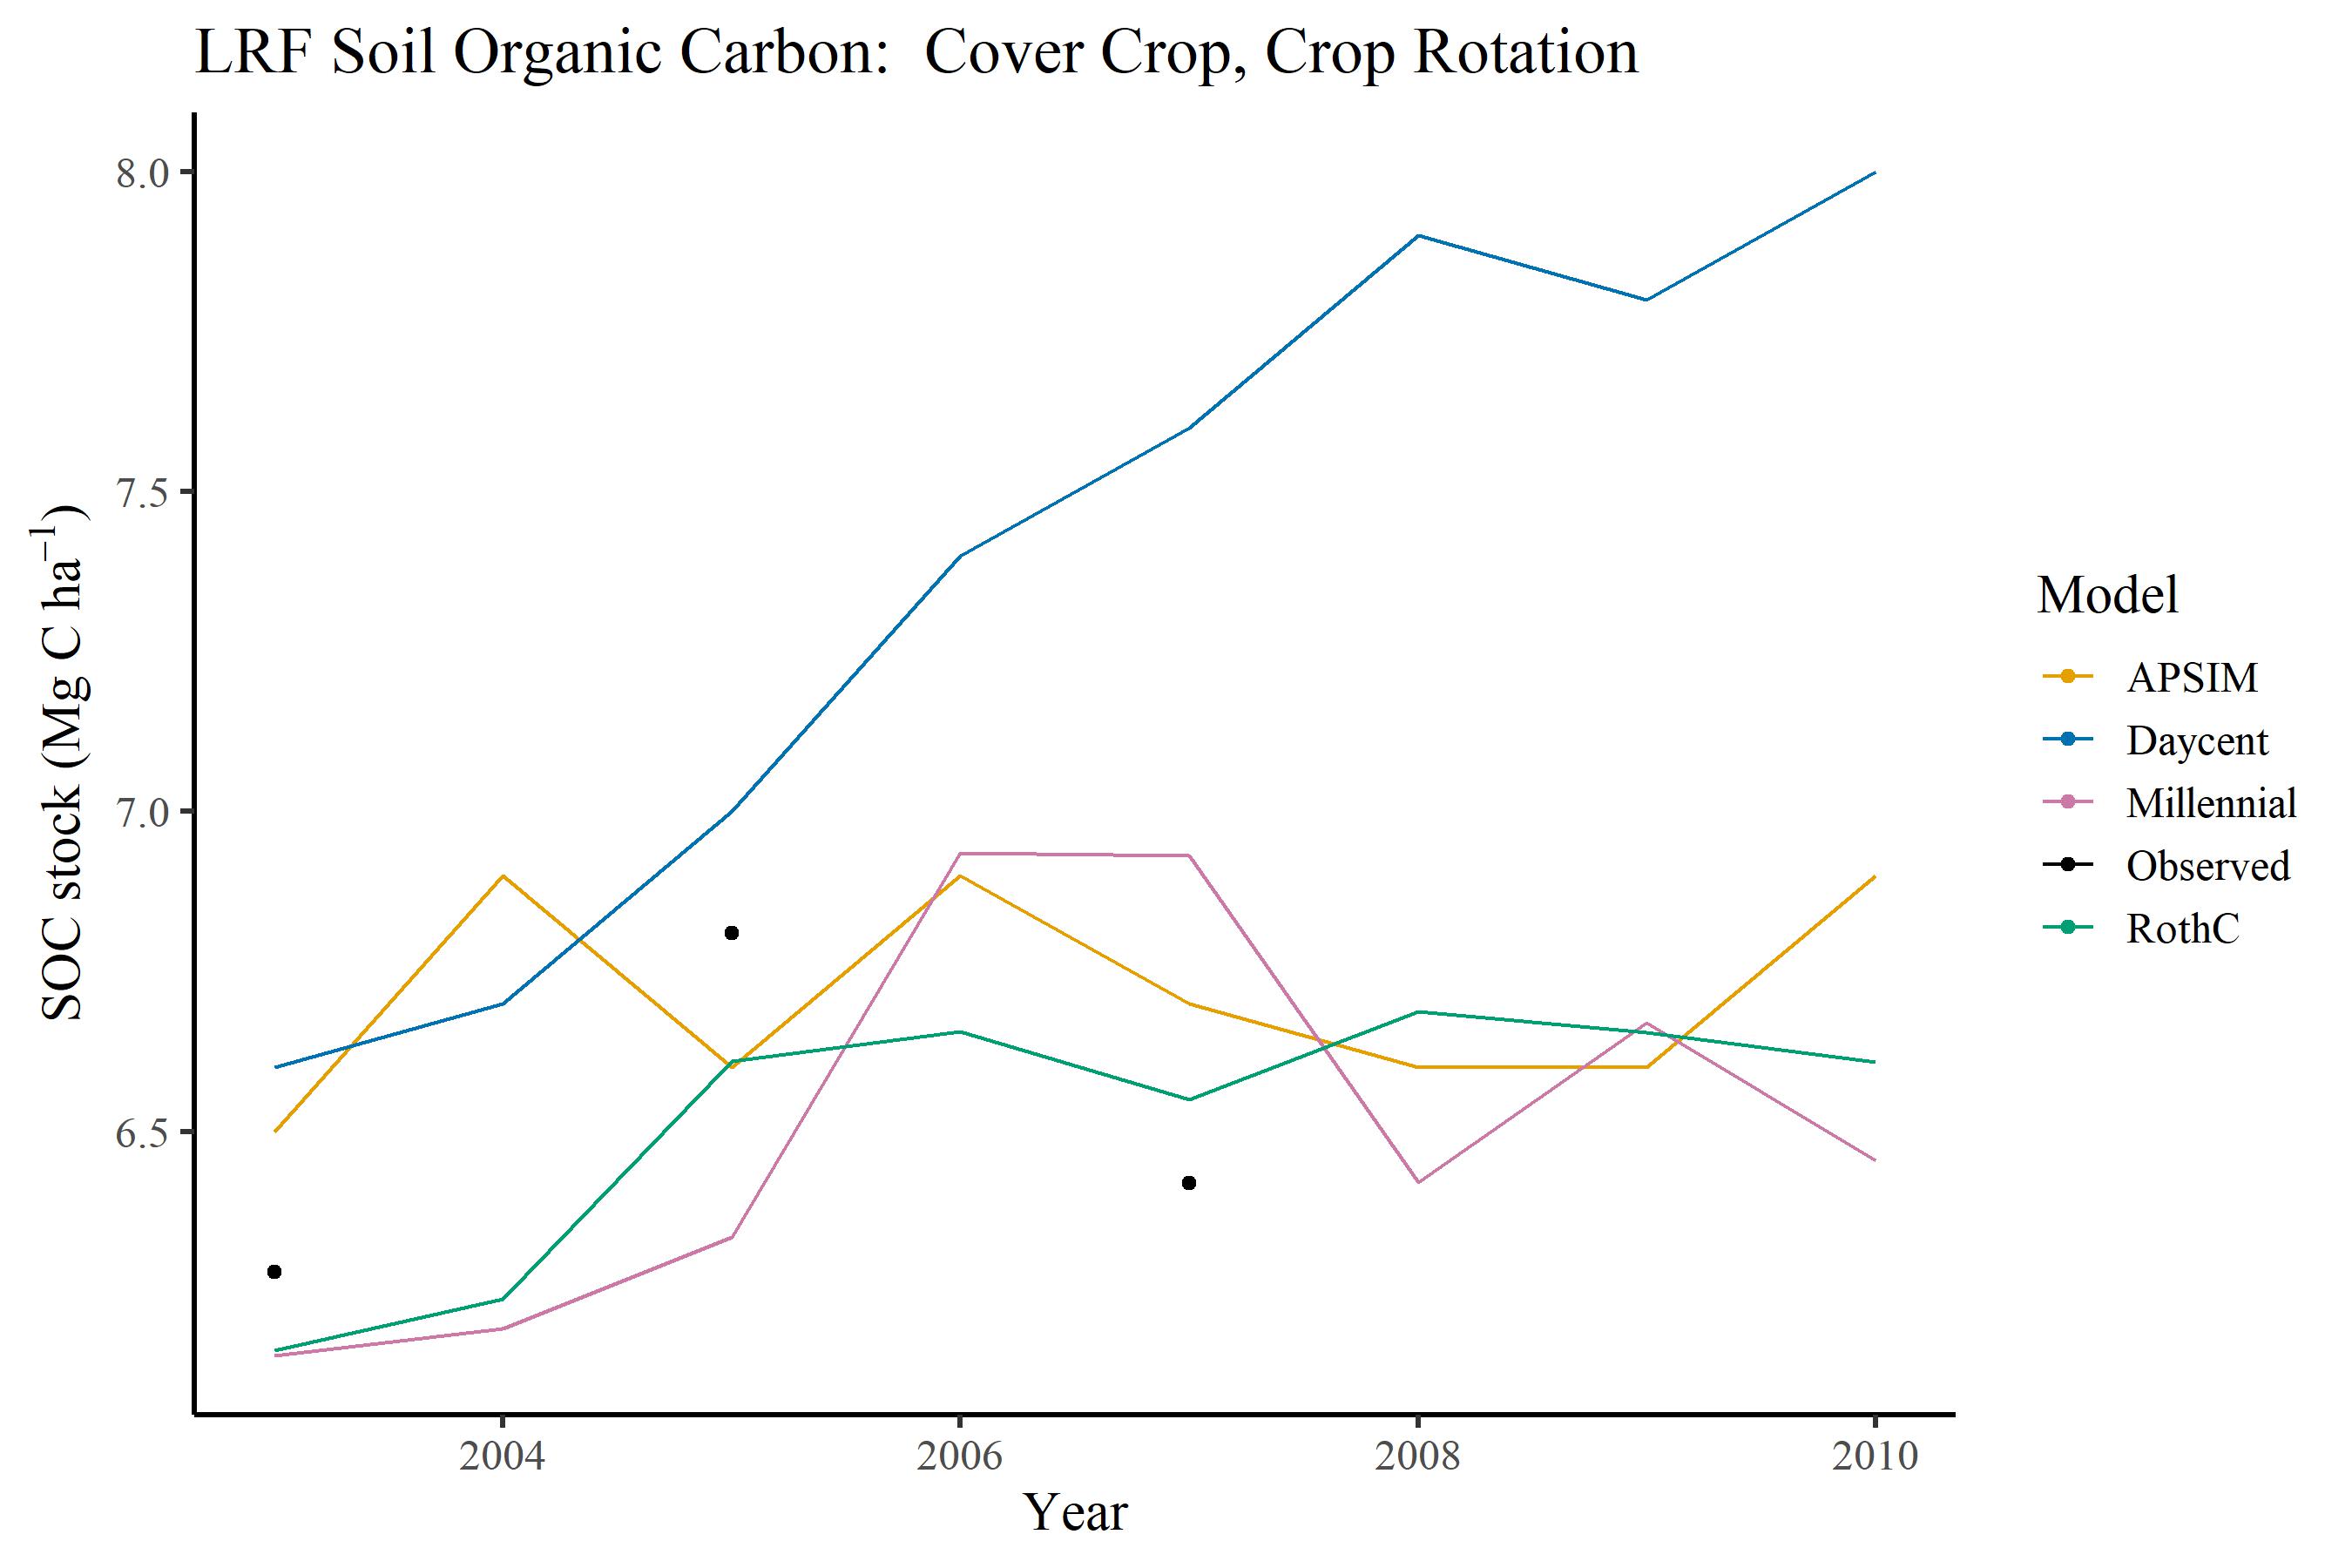 LRF Soil Organic Carbon:  Cover Crop, Crop Rotation
SOC stock (Mg C ha⁻¹)
8.0
7.5
7.0
6.5
2004
2006
2008
2010
Year
Model
APSIM
Daycent
Millennial
Observed
RothC